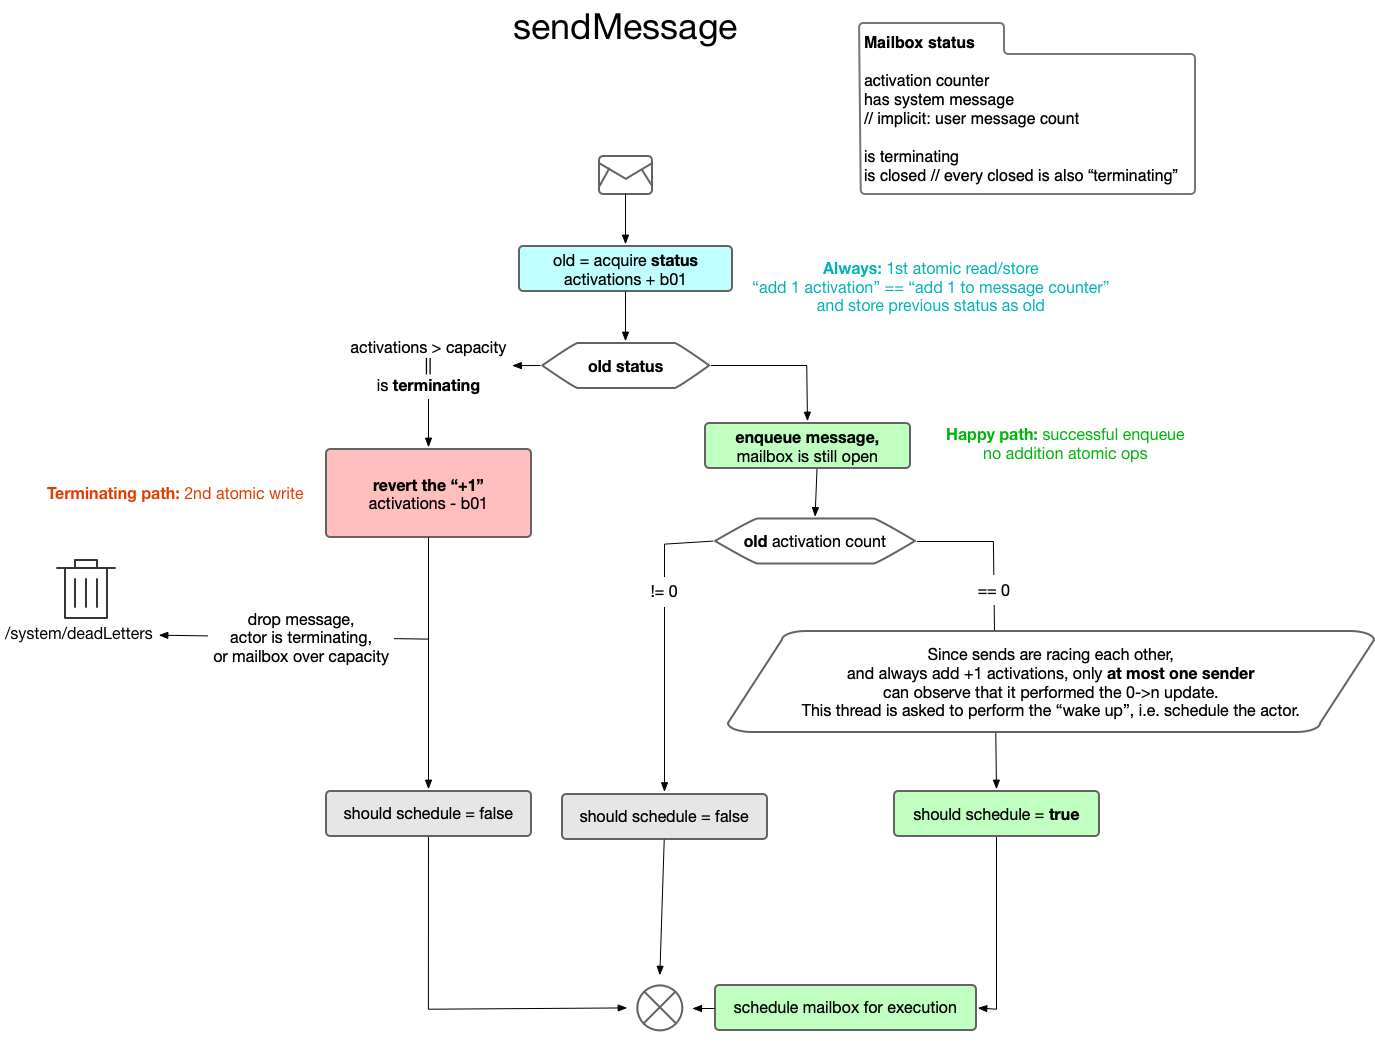 sendMessage
Mailbox status
activation counter
has system message
// implicit: user message count
is terminating
is closed // every closed is also “terminating”
old = acquire status
activations + b01
Always: 1st atomic read/store
“add 1 activation” == “add 1 to message counter”
and store previous status as old
activations > capacity
||
is terminating
old status
enqueue message,
mailbox is still open
Happy path: successful enqueue
no addition atomic ops
revert the “+1”
activations - b01
Terminating path: 2nd atomic write
old activation count
!= 0
== 0
/system/deadLetters
drop message,
actor is terminating,
or mailbox over capacity
Since sends are racing each other,
and always add +1 activations, only at most one sender
can observe that it performed the 0->n update.
This thread is asked to perform the “wake up”, i.e. schedule the actor.
should schedule = false
should schedule = false
should schedule = true
schedule mailbox for execution